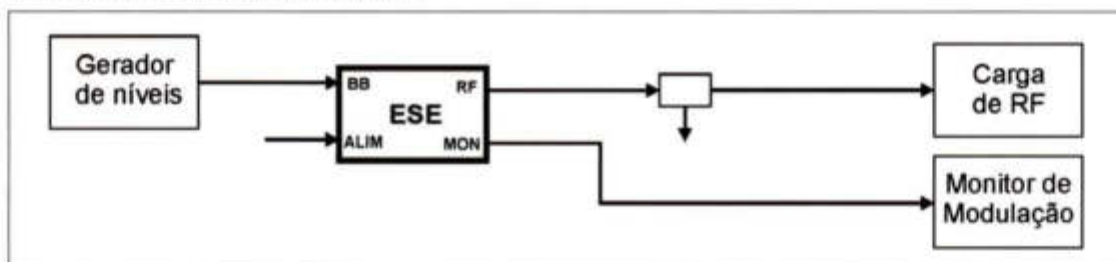 Gerador
de níveis
BB
RF
ESE
ALIM
MON
Carga
de RF
Monitor de
Modulação